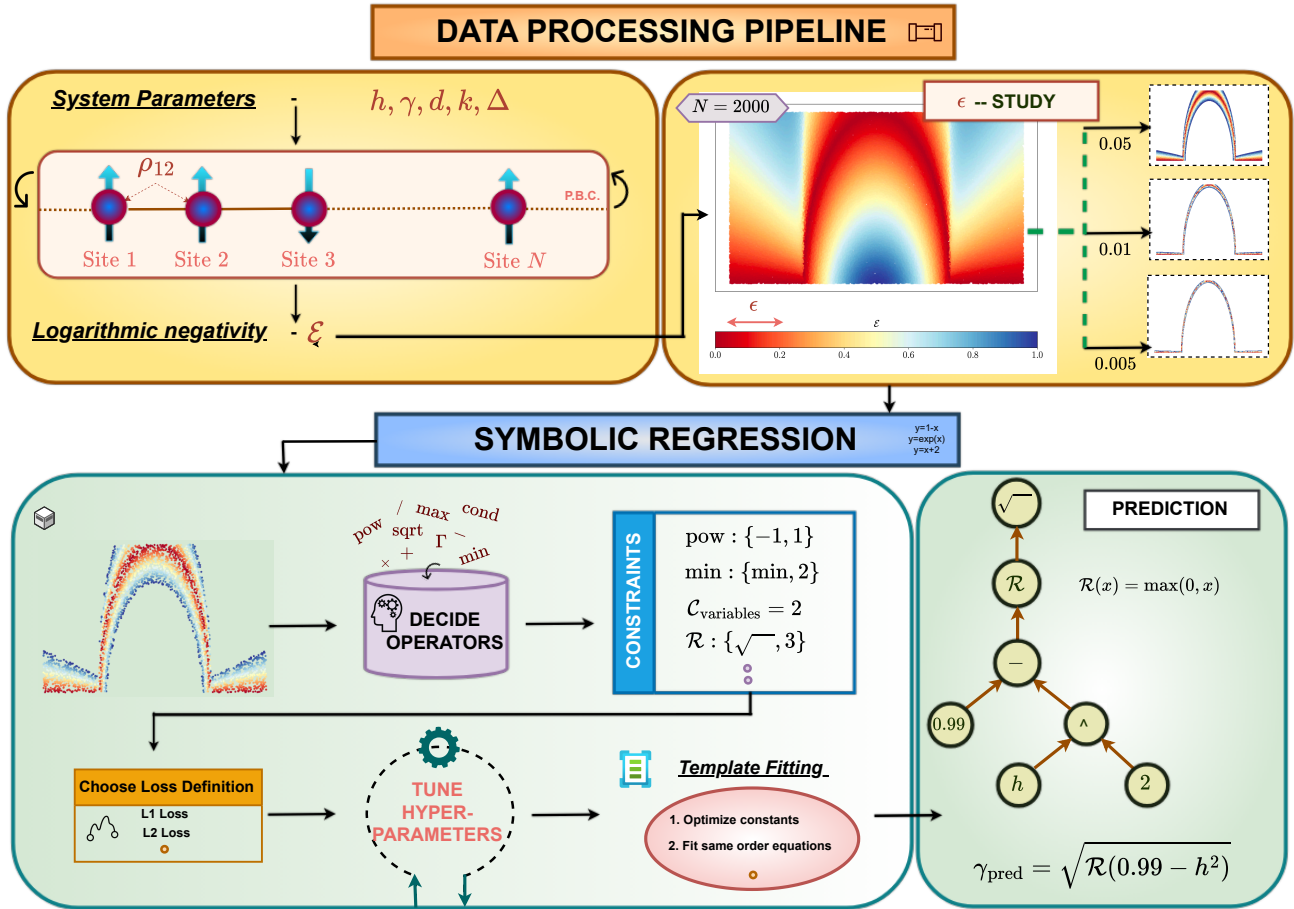 DATA PROCESSING PIPELINE
System Parameters - h, γ, d, k, Δ
ρ₁₂
P.B.C.
Site 1 Site 2 Site 3 Site N
Logarithmic negativity - ℰ
N = 2000
ϵ -- STUDY
ϵ
ℰ
0.0 0.2 0.4 0.6 0.8 1.0
0.05
0.01
0.005
SYMBOLIC REGRESSION
y=1-x
y=exp(x)
y=x+2
pow / max cond
sqrt Γ −
× + min
DECIDE
OPERATORS
CONSTRAINTS
pow : {−1, 1}
min : {min, 2}
𝒞variables = 2
ℛ : {√, 3}
Choose Loss Definition
L1 Loss
L2 Loss
TUNE
HYPER-
PARAMETERS
Template Fitting
1. Optimize constants
2. Fit same order equations
PREDICTION
√
ℛ
ℛ(x) = max(0, x)
−
0.99 ^
h 2
γpred = √ℛ(0.99 − h²)